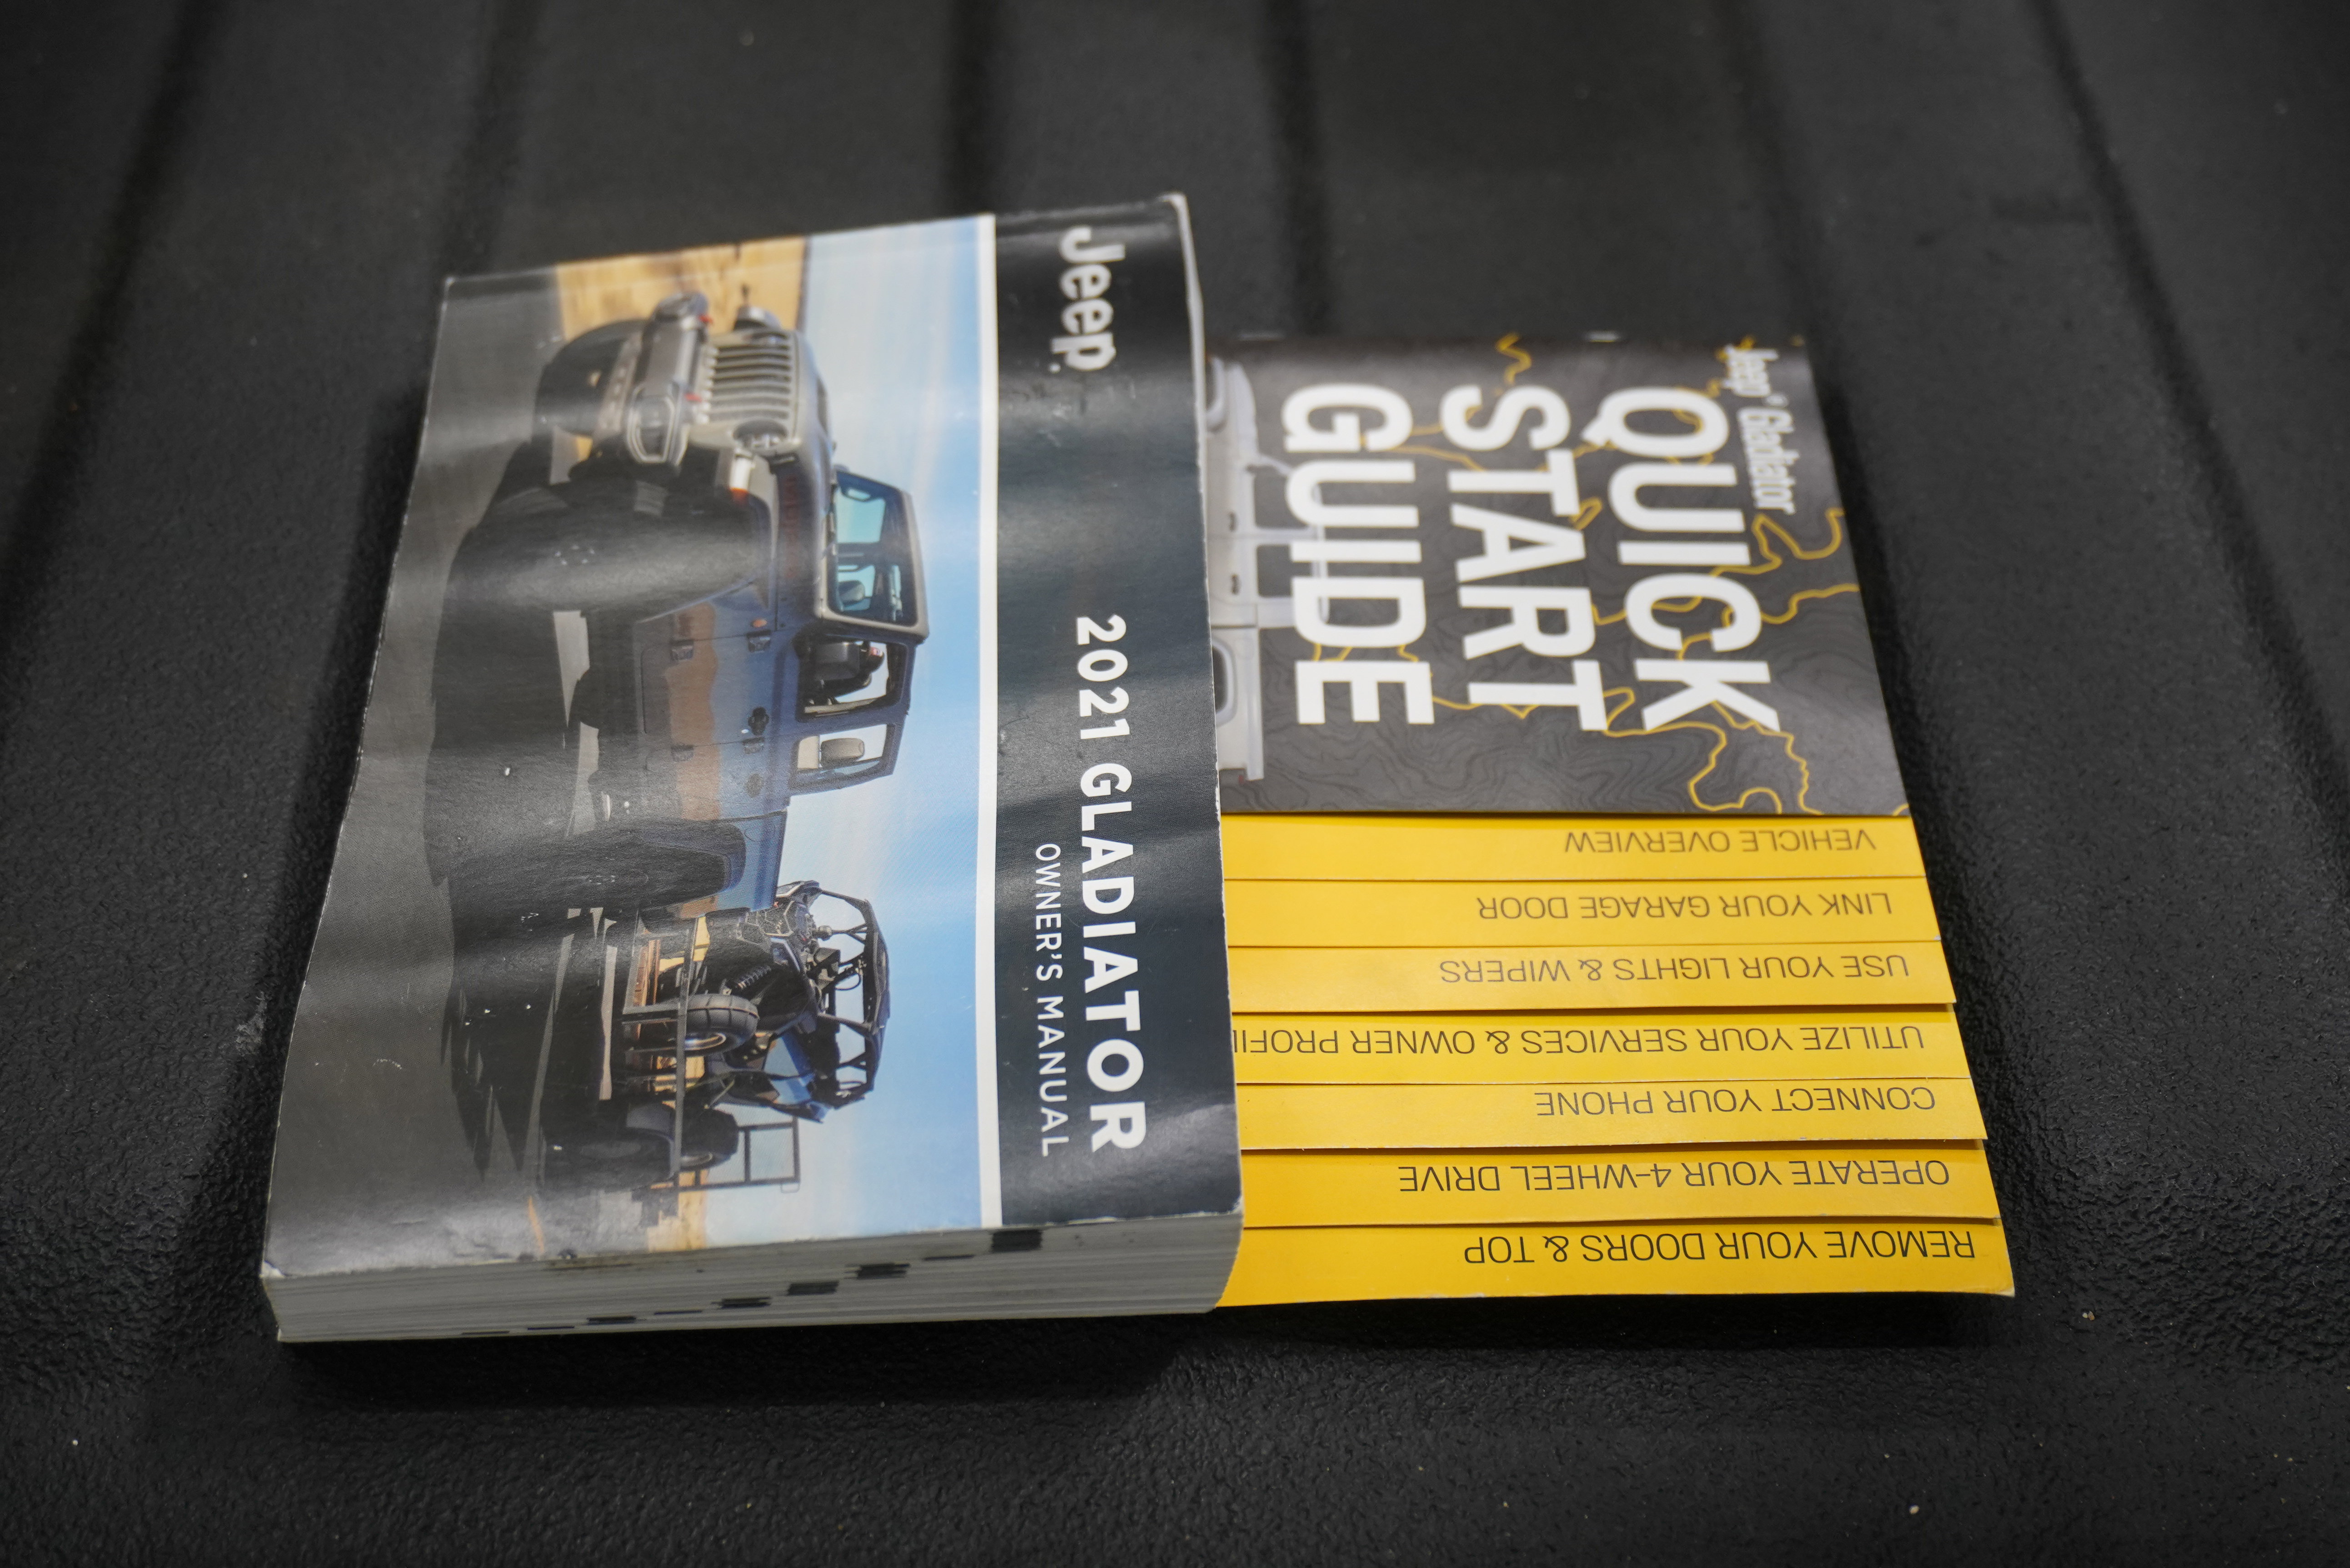 Jeep
2021 GLADIATOR
OWNER'S MANUAL
Jeep® Gladiator
QUICK
START
GUIDE
VEHICLE OVERVIEW
LINK YOUR GARAGE DOOR
USE YOUR LIGHTS & WIPERS
UTILIZE YOUR SERVICES & OWNER PROFI
CONNECT YOUR PHONE
OPERATE YOUR 4-WHEEL DRIVE
REMOVE YOUR DOORS & TOP